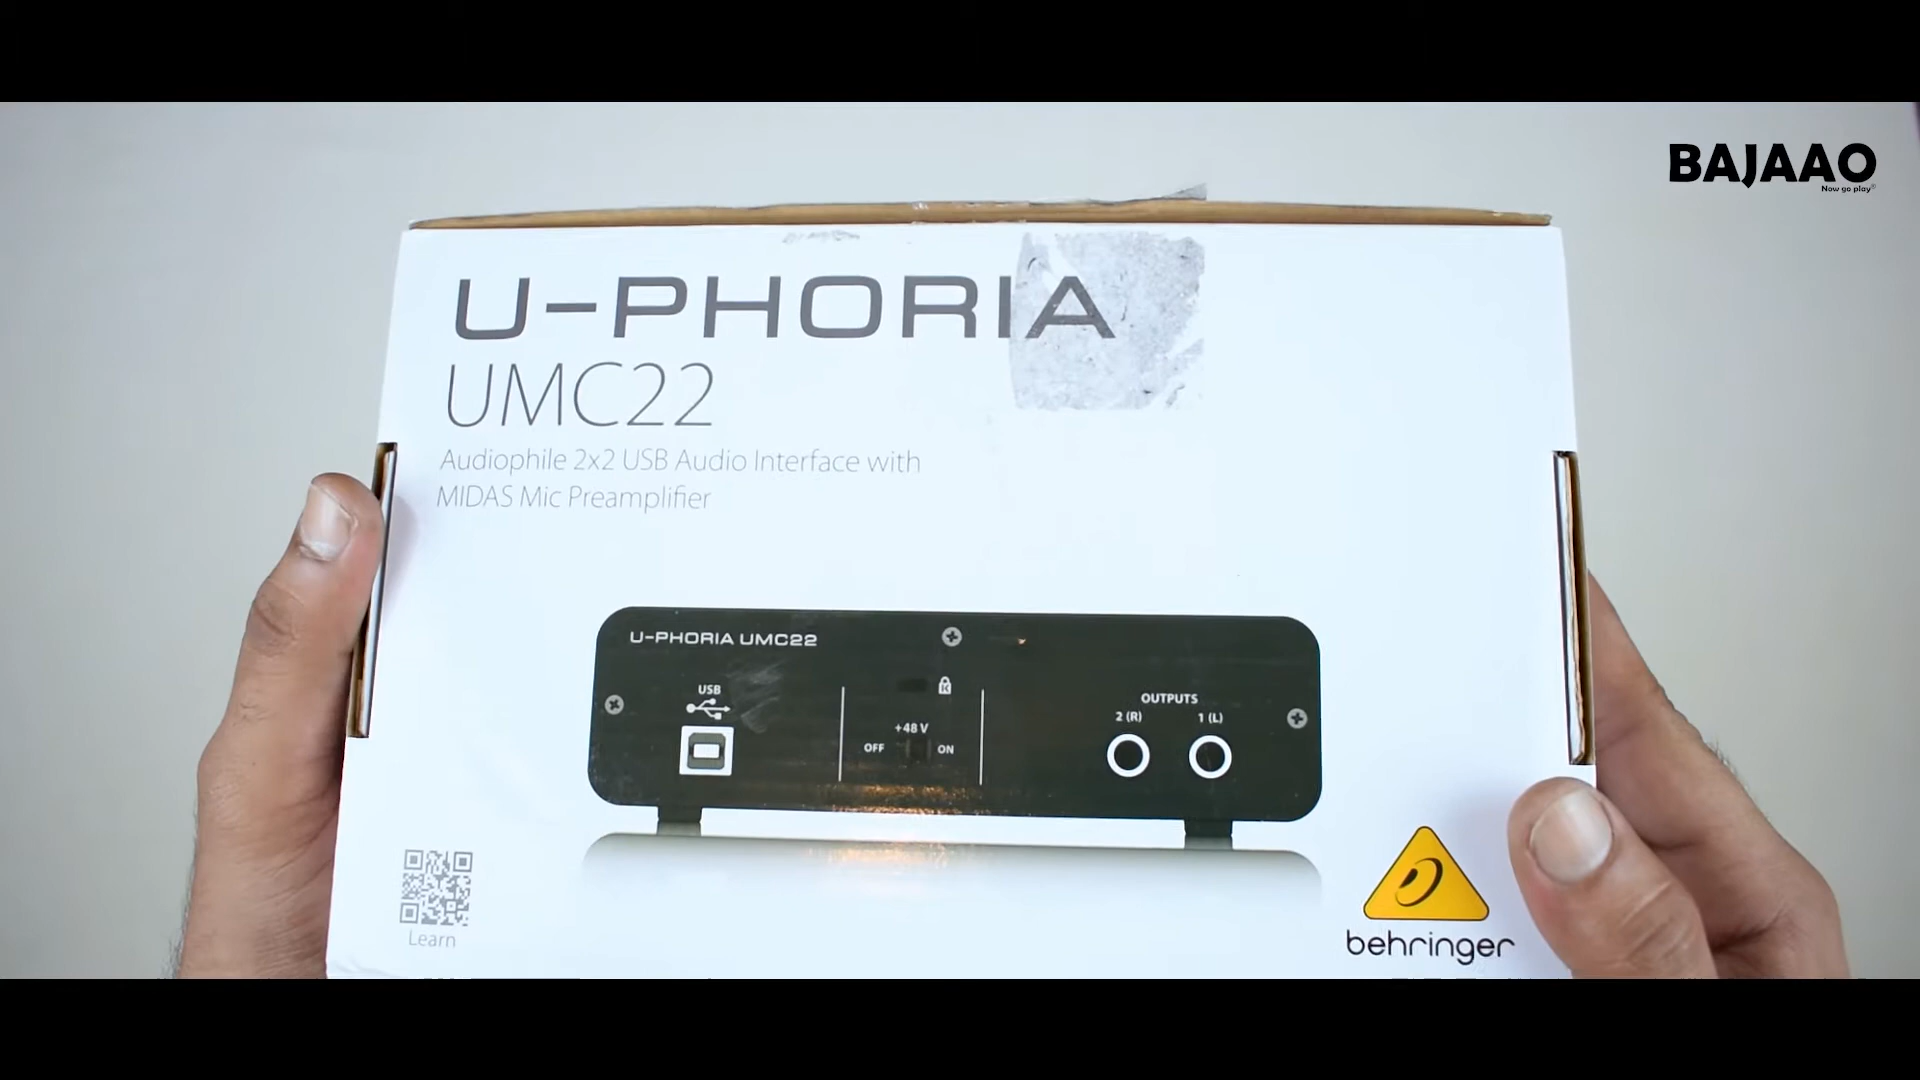 BAJAAO
Now go play®
U-PHORIA
UMC22
Audiophile 2x2 USB Audio Interface with
MIDAS Mic Preamplifier
U-PHORIA UMC22
USB
K
+48 V
OFF ON
OUTPUTS
2 (R) 1 (L)
Learn
behringer